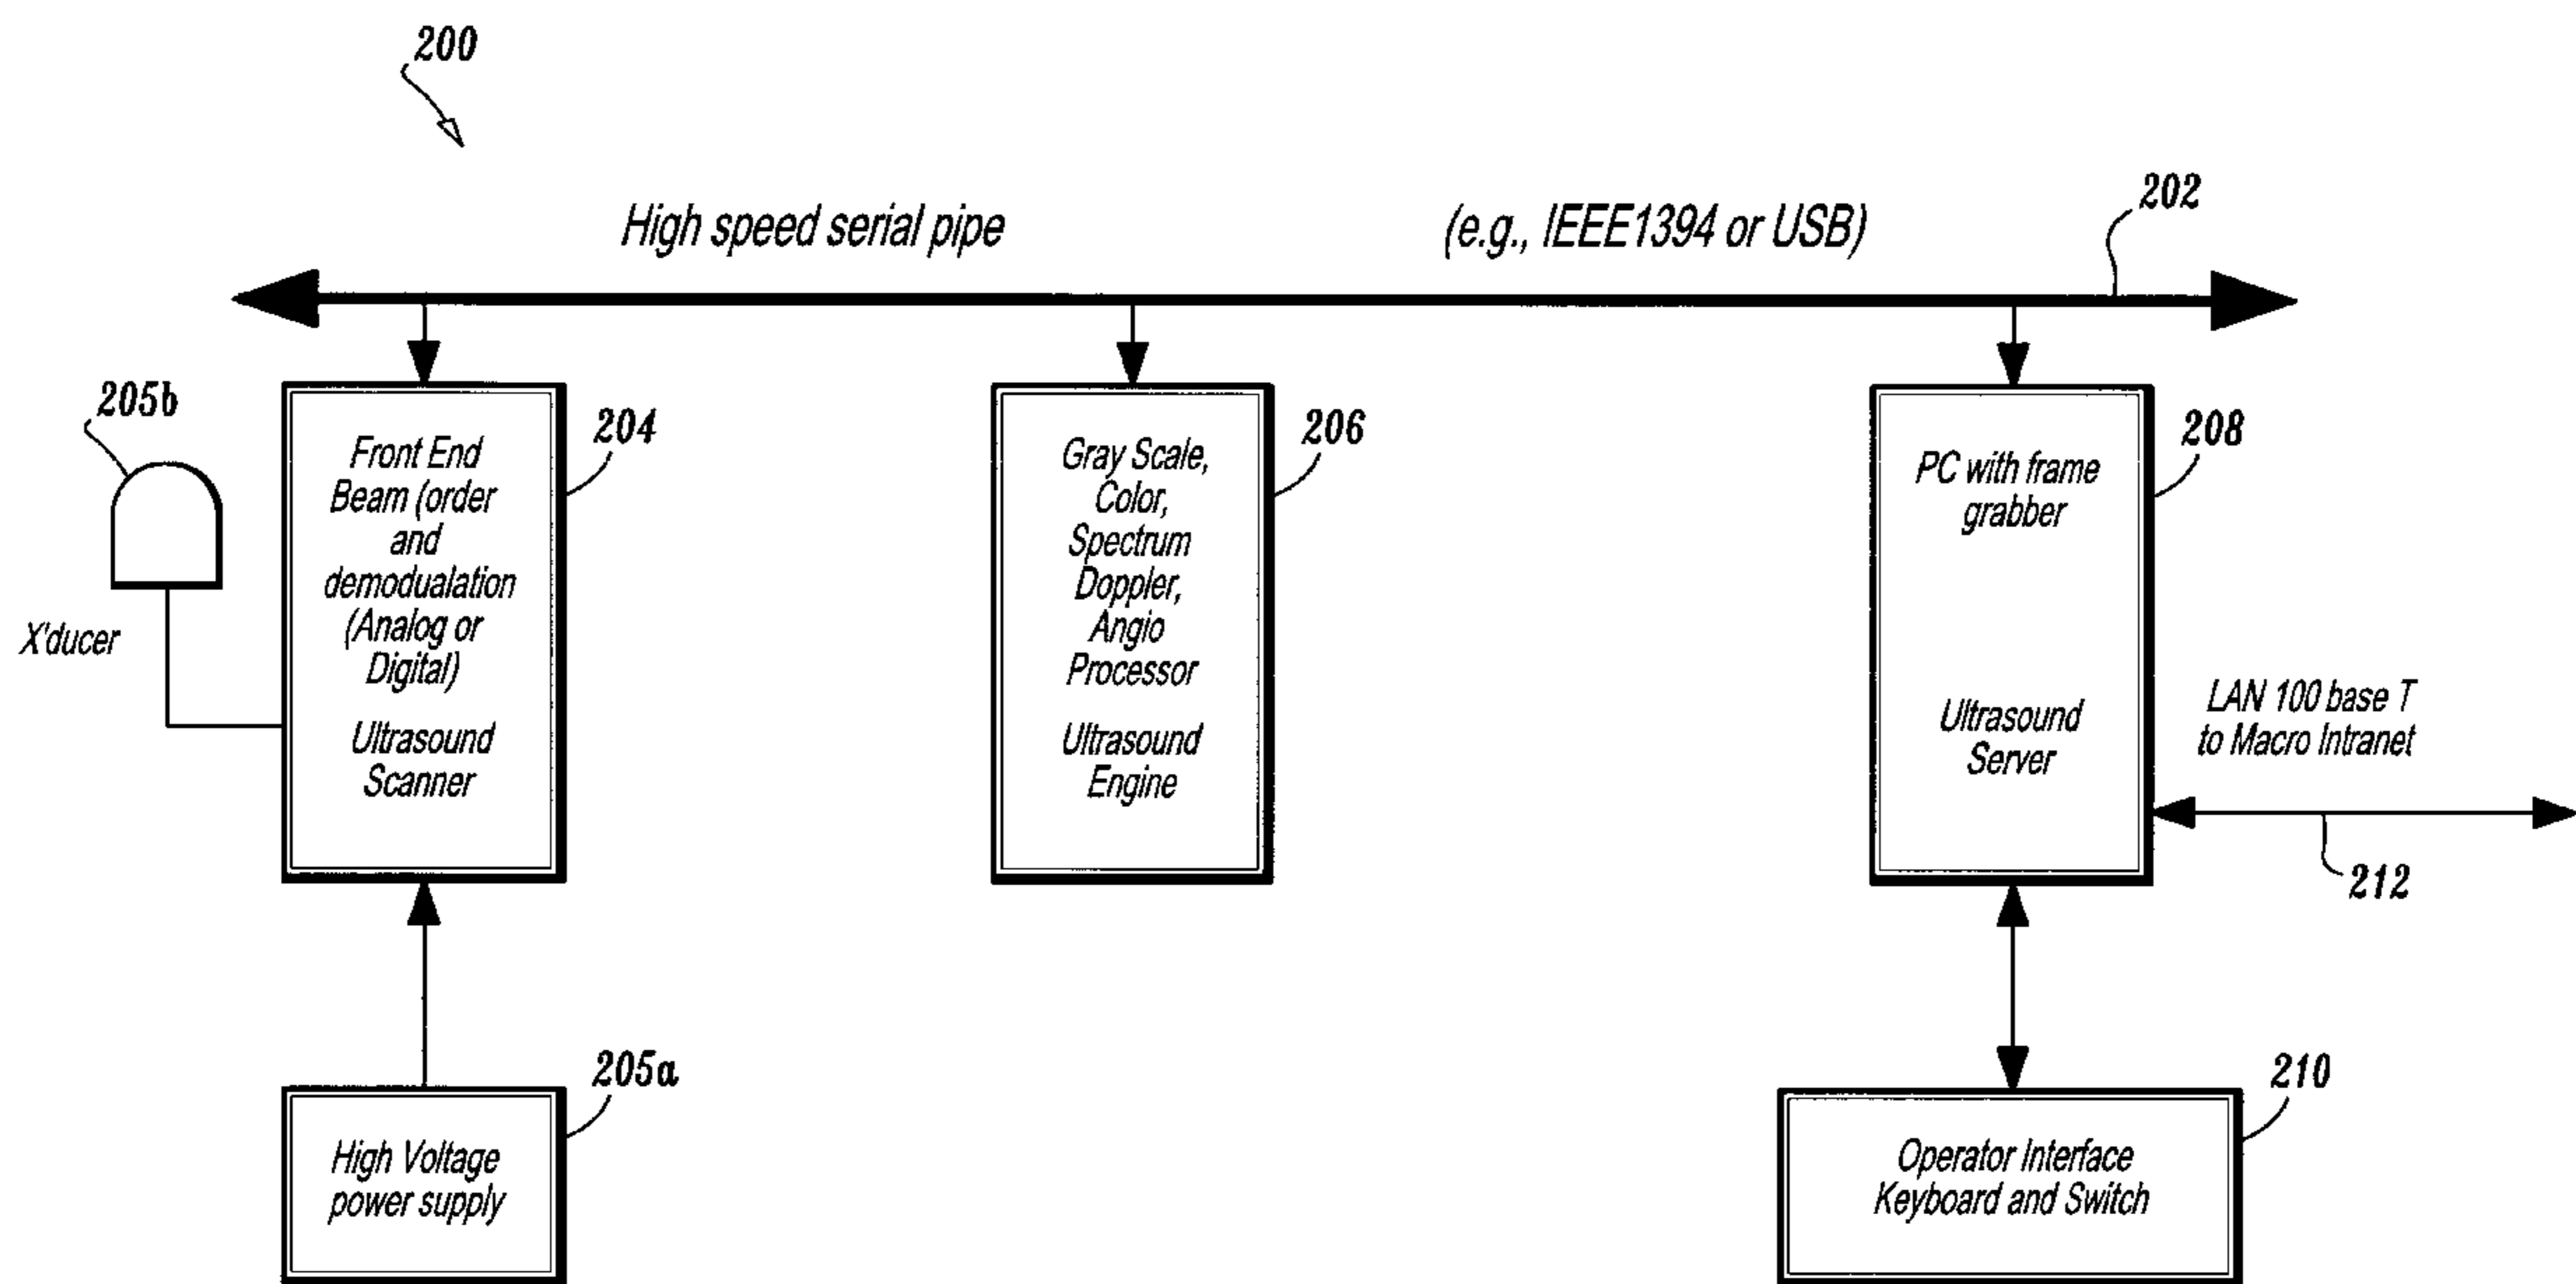 200
High speed serial pipe (e.g., IEEE1394 or USB)
202
205b
X'ducer
Front End
Beam (order
and
demodualation
(Analog or
Digital)
Ultrasound
Scanner
204
Gray Scale,
Color,
Spectrum
Doppler,
Angio
Processor
Ultrasound
Engine
206
PC with frame
grabber
Ultrasound
Server
208
LAN 100 base T
to Macro Intranet
212
High Voltage
power supply
205a
Operator Interface
Keyboard and Switch
210